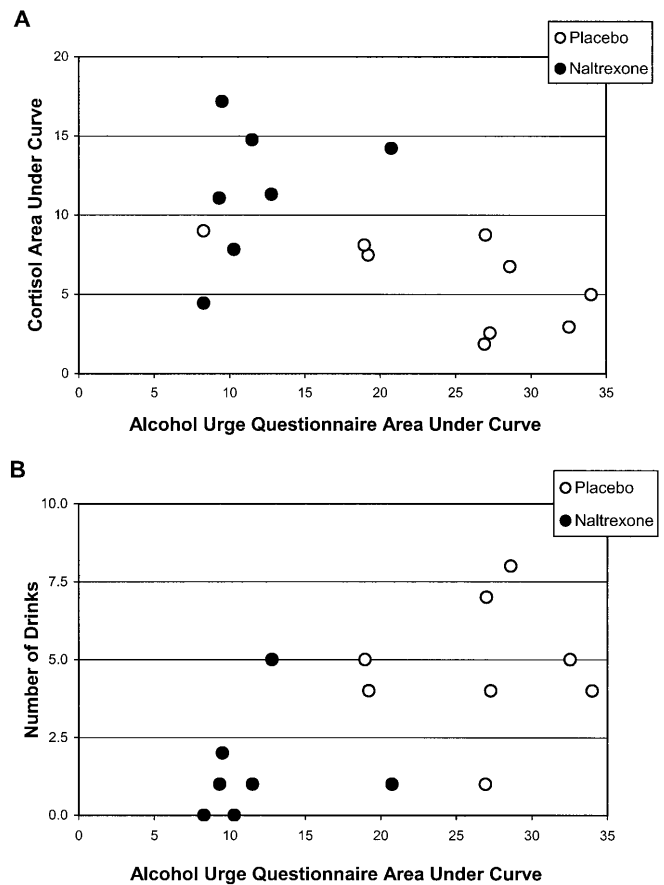 A
Placebo
Naltrexone
20
15
10
5
0
Cortisol Area Under Curve
0 5 10 15 20 25 30 35
Alcohol Urge Questionnaire Area Under Curve
B
Placebo
Naltrexone
10.0
7.5
5.0
2.5
0.0
Number of Drinks
0 5 10 15 20 25 30 35
Alcohol Urge Questionnaire Area Under Curve